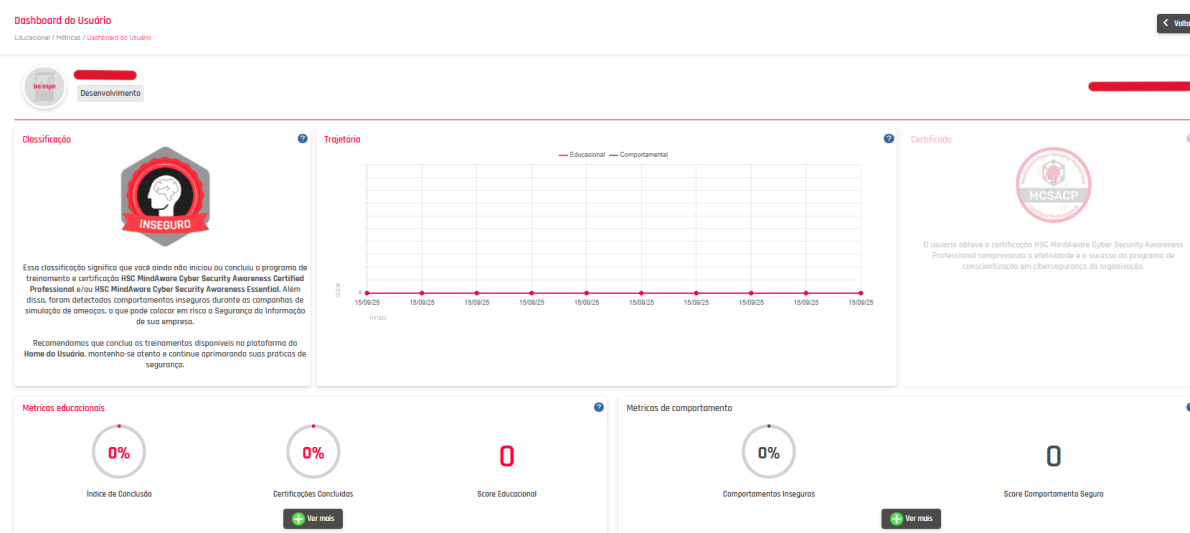 Dashboard do Usuário
Educacional / Métricas / Dashboard do Usuário
Volta
Sem Imagem
Desenvolvimento
Classificação
INSEGURO
Essa classificação significa que você ainda não iniciou ou concluiu o programa de
treinamento e certificação HSC MindAware Cyber Security Awareness Certified
Professional e/ou HSC MindAware Cyber Security Awareness Essential. Além
disso, foram detectados comportamentos inseguros durante as campanhas de
simulação de ameaças, o que pode colocar em risco a Segurança da Informação
de sua empresa.
Recomendamos que conclua os treinamentos disponíveis na plataforma da
Home do Usuário, mantenha-se atento e continue aprimorando suas práticas de
segurança.
Trajetória
Educacional
Comportamental
Score
0
15/09/25 15/09/25 15/09/25 15/09/25 15/09/25 15/09/25 15/09/25 15/09/25 15/09/25 15/09/25
Tempo
Certificado
MCSACP
Certified Professional
O usuário obteve a certificação HSC MindAware Cyber Security Awareness
Professional comprovando a efetividade e o sucesso do programa de
conscientização em cibersegurança da organização.
Métricas educacionais
0% 0% 0
Índice de Conclusão Certificações Concluídas Score Educacional
Ver mais
Métricas de comportamento
0% 0
Comportamentos Inseguros Score Comportamento Seguro
Ver mais